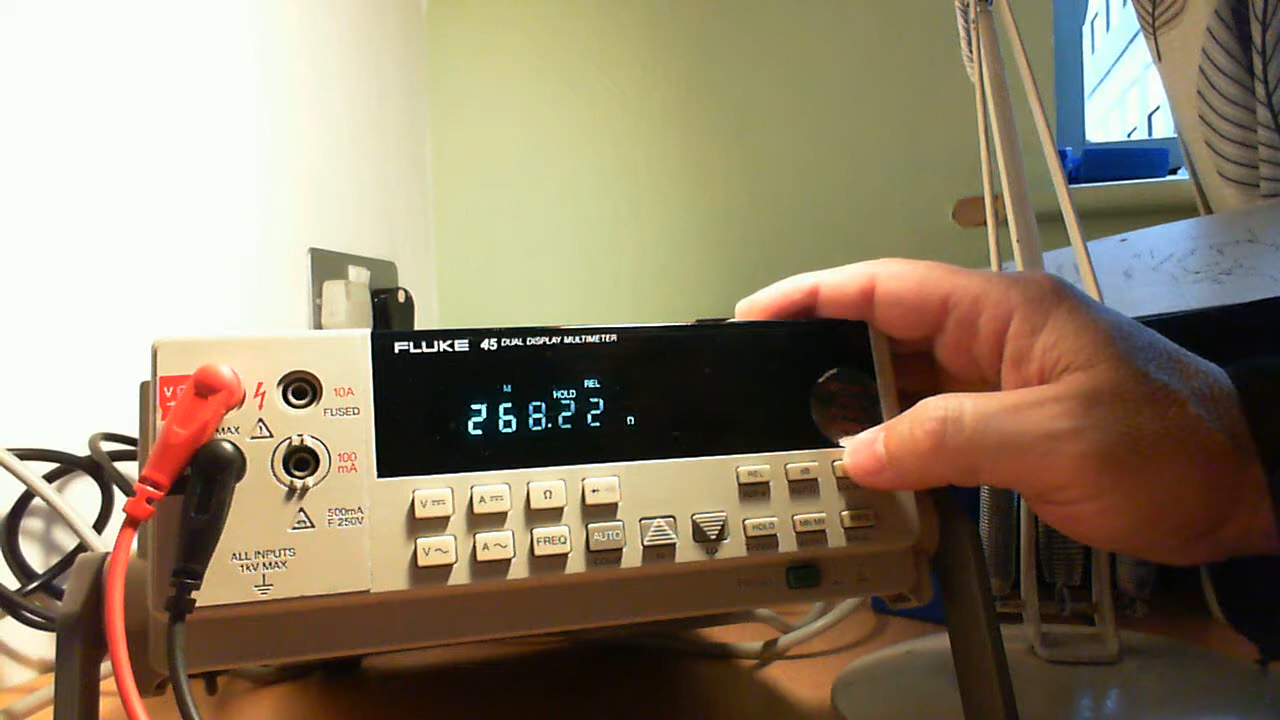 FLUKE 45 DUAL DISPLAY MULTIMETER
M HOLD REL
268.22 Ω
V Ω
10A
FUSED
MAX
100
mA
500mA
F 250V
ALL INPUTS
1kV MAX
V A Ω
REL dB
V A FREQ AUTO
HOLD MN MX
LO